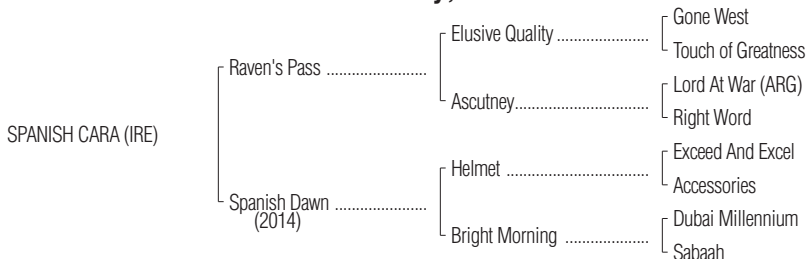 Gone West
Elusive Quality ....................
Touch of Greatness
Raven's Pass ......................
Lord At War (ARG)
Ascutney.............................
Right Word
SPANISH CARA (IRE)
Exceed And Excel
Helmet ...............................
Accessories
Spanish Dawn ....................
(2014)
Dubai Millennium
Bright Morning ..................
Sabaah